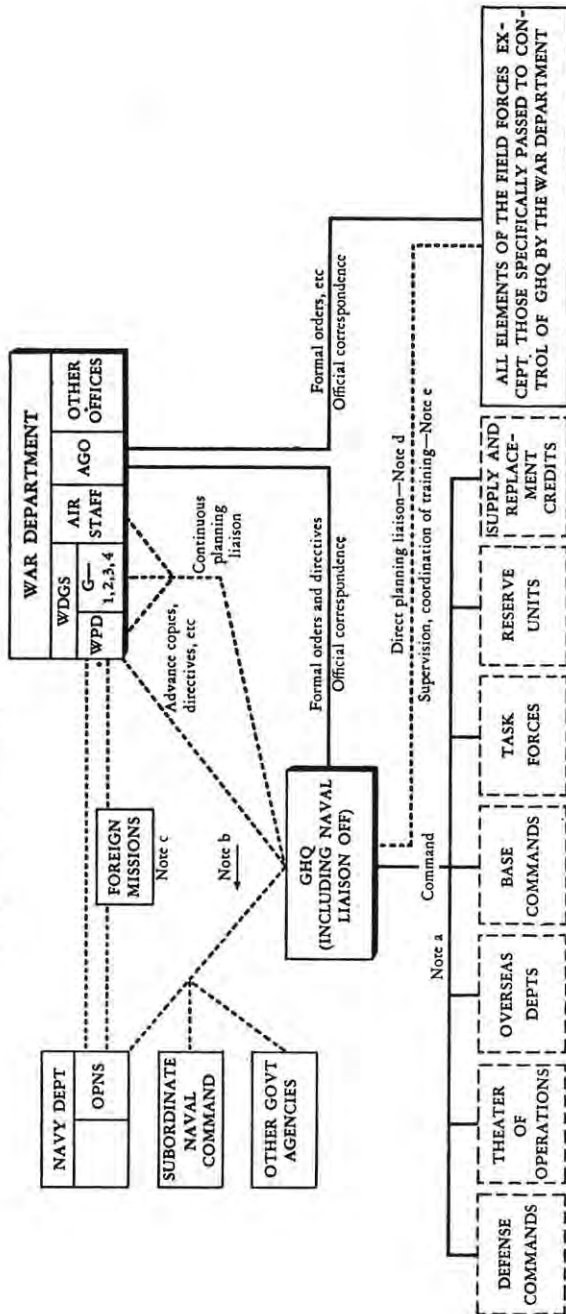 WAR DEPARTMENT
WDGS
WPD
G—
1,2,3,4
AIR
STAFF
AGO
OTHER
OFFICES
NAVY DEPT
OPNS
FOREIGN
MISSIONS
Note c
SUBORDINATE
NAVAL
COMMAND
OTHER GOVT
AGENCIES
Note b
Advance copies,
directives, etc
Continuous
planning
liaison
GHQ
(INCLUDING NAVAL
LIAISON OFF)
Formal orders and directives
Official correspondence
Formal orders, etc
Official correspondence
Direct planning liaison—Note d
Supervision, coordination of training—Note e
Command
Note a
DEFENSE
COMMANDS
THEATER
OF
OPERATIONS
OVERSEAS
DEPTS
BASE
COMMANDS
TASK
FORCES
RESERVE
UNITS
SUPPLY AND
REPLACE-
MENT
CREDITS
ALL ELEMENTS OF THE FIELD FORCES EX-
CEPT. THOSE SPECIFICALLY PASSED TO CON-
TROL OF GHQ BY THE WAR DEPARTMENT